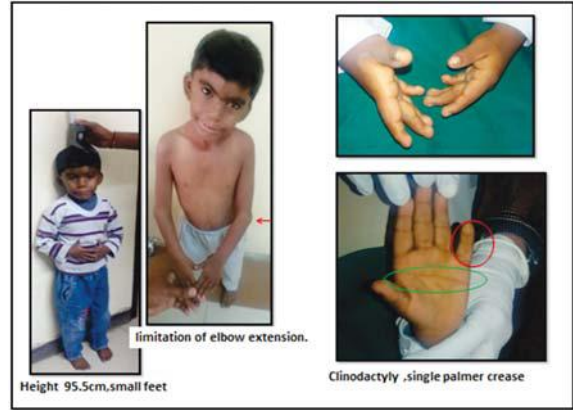 limitation of elbow extension.
Height 95.5cm,small feet
Clinodactyly ,single palmer crease